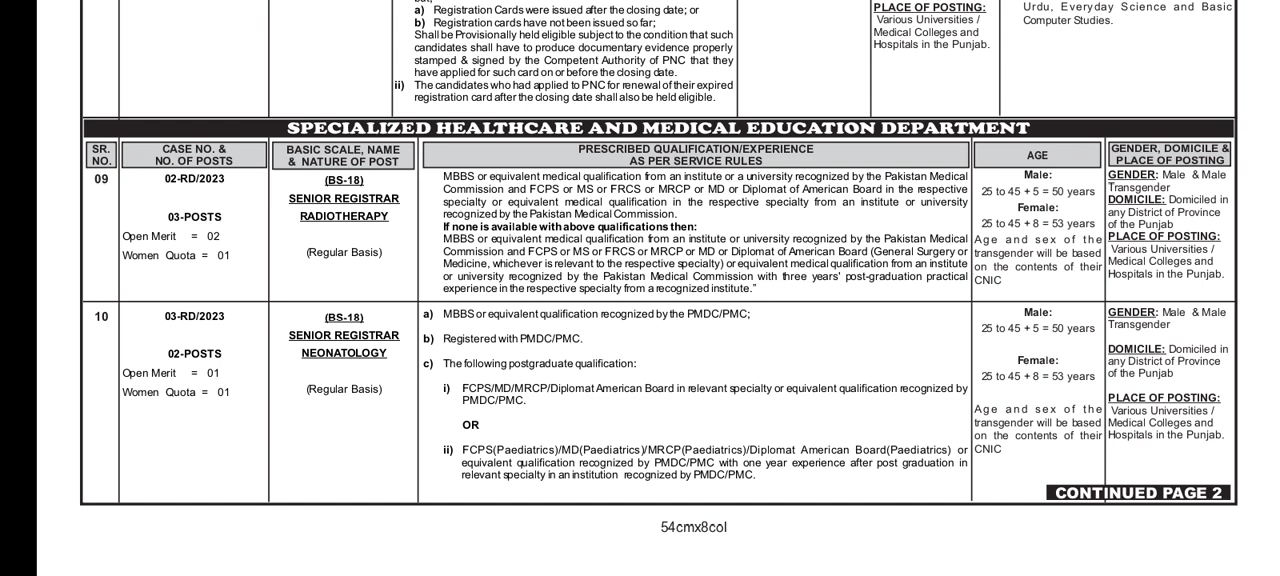 but;
a) Registration Cards were issued after the closing date; or
b) Registration cards have not been issued so far;
Shall be Provisionally held eligible subject to the condition that such
candidates shall have to produce documentary evidence properly
stamped & signed by the Competent Authority of PNC that they
have applied for such card on or before the closing date.
ii) The candidates who had applied to PNC for renewal of their expired
registration card after the closing date shall also be held eligible.
PLACE OF POSTING:
Various Universities /
Medical Colleges and
Hospitals in the Punjab.
Urdu, Everyday Science and Basic
Computer Studies.
SPECIALIZED HEALTHCARE AND MEDICAL EDUCATION DEPARTMENT
SR.
NO.
CASE NO. &
NO. OF POSTS
BASIC SCALE, NAME
& NATURE OF POST
PRESCRIBED QUALIFICATION/EXPERIENCE
AS PER SERVICE RULES
AGE
GENDER, DOMICILE &
PLACE OF POSTING
09
02-RD/2023
03-POSTS
Open Merit = 02
Women Quota = 01
(BS-18)
SENIOR REGISTRAR
RADIOTHERAPY
(Regular Basis)
MBBS or equivalent medical qualification from an institute or a university recognized by the Pakistan Medical
Commission and FCPS or MS or FRCS or MRCP or MD or Diplomat of American Board in the respective
specialty or equivalent medical qualification in the respective specialty from an institute or university
recognized by the Pakistan Medical Commission.
If none is available with above qualifications then:
MBBS or equivalent medical qualification from an institute or university recognized by the Pakistan Medical
Commission and FCPS or MS or FRCS or MRCP or MD or Diplomat of American Board (General Surgery or
Medicine, whichever is relevant to the respective specialty) or equivalent medical qualification from an institute
or university recognized by the Pakistan Medical Commission with three years' post-graduation practical
experience in the respective specialty from a recognized institute."
Male:
25 to 45 + 5 = 50 years
Female:
25 to 45 + 8 = 53 years
Age and sex of the
transgender will be based
on the contents of their
CNIC
GENDER: Male & Male
Transgender
DOMICILE: Domiciled in
any District of Province
of the Punjab
PLACE OF POSTING:
Various Universities /
Medical Colleges and
Hospitals in the Punjab.
10
03-RD/2023
02-POSTS
Open Merit = 01
Women Quota = 01
(BS-18)
SENIOR REGISTRAR
NEONATOLOGY
(Regular Basis)
a) MBBS or equivalent qualification recognized by the PMDC/PMC;
b) Registered with PMDC/PMC.
c) The following postgraduate qualification:
i) FCPS/MD/MRCP/Diplomat American Board in relevant specialty or equivalent qualification recognized by
PMDC/PMC.
OR
ii) FCPS(Paediatrics)/MD(Paediatrics)/MRCP(Paediatrics)/Diplomat American Board(Paediatrics) or
equivalent qualification recognized by PMDC/PMC with one year experience after post graduation in
relevant specialty in an institution recognized by PMDC/PMC.
Male:
25 to 45 + 5 = 50 years
Female:
25 to 45 + 8 = 53 years
Age and sex of the
transgender will be based
on the contents of their
CNIC
GENDER: Male & Male
Transgender
DOMICILE: Domiciled in
any District of Province
of the Punjab
PLACE OF POSTING:
Various Universities /
Medical Colleges and
Hospitals in the Punjab.
CONTINUED PAGE 2
54cmx8col